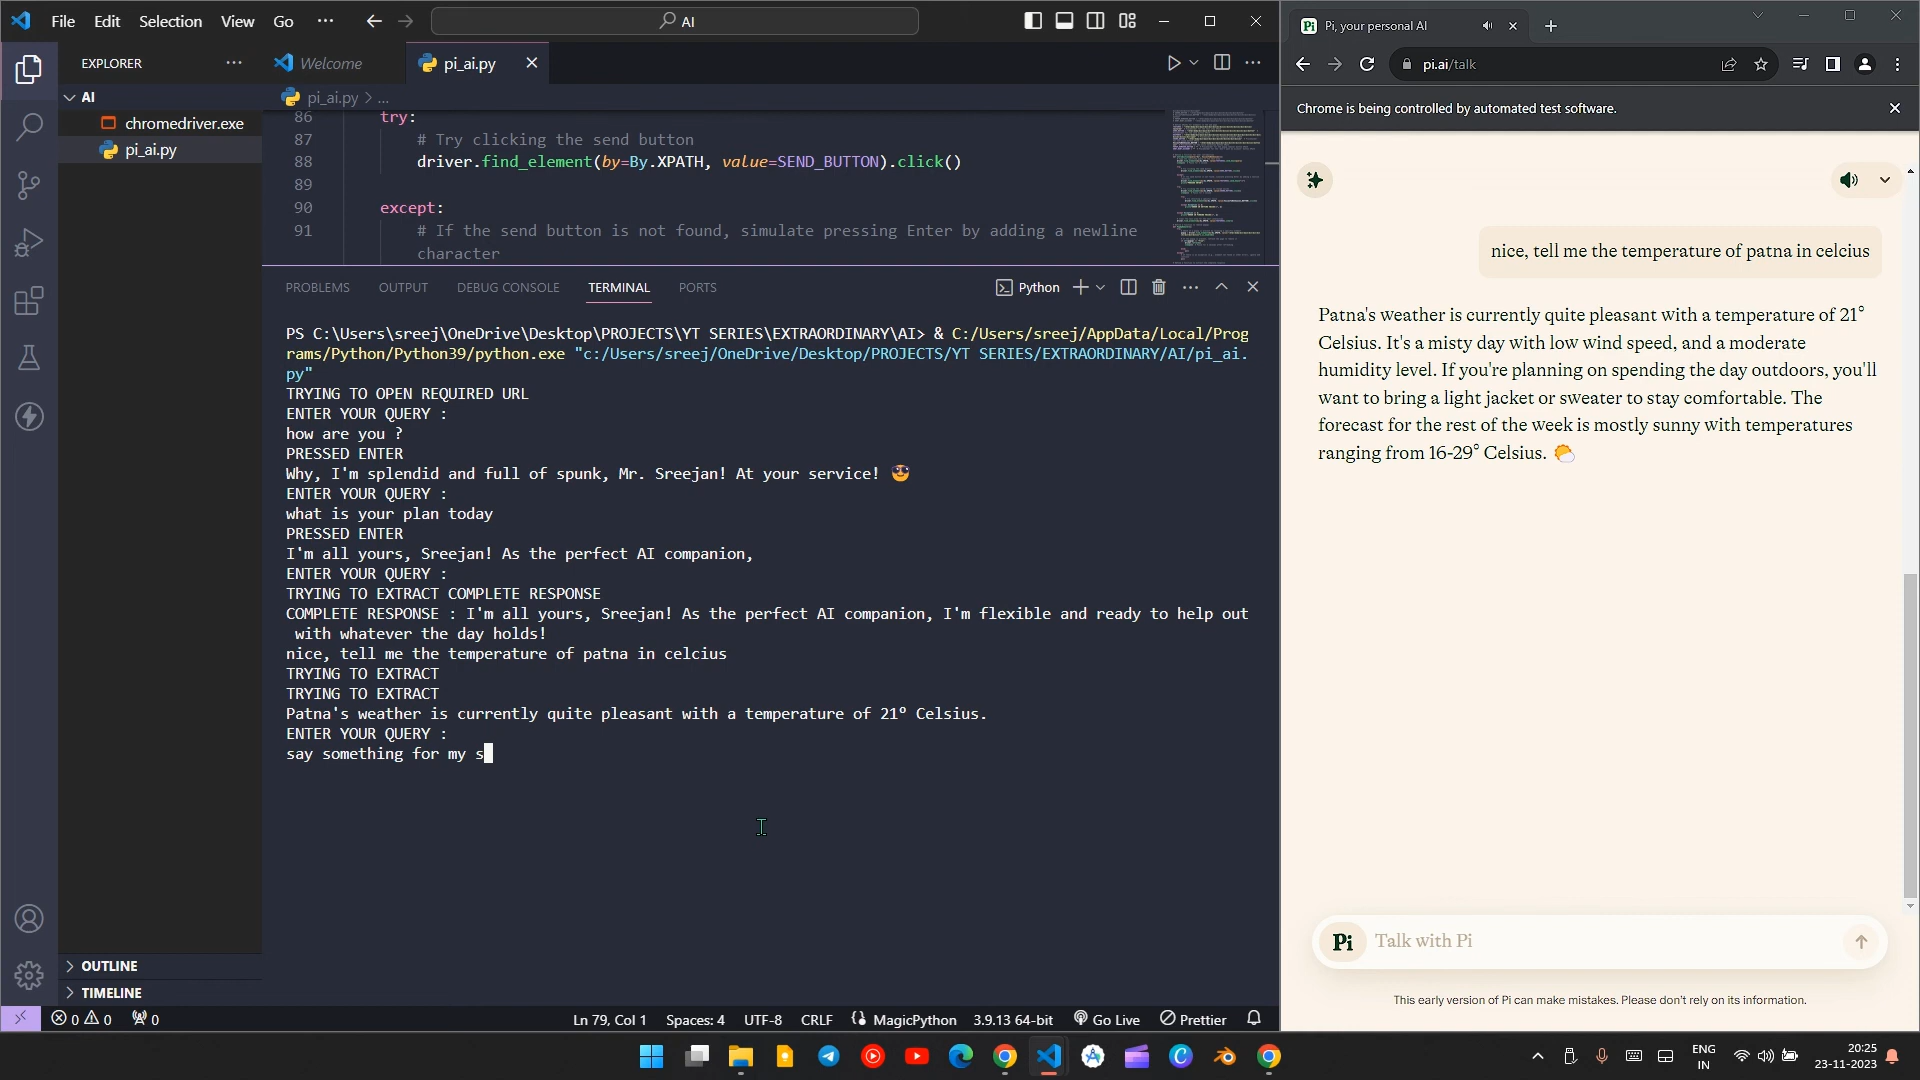 File Edit Selection View Go ... AI
EXPLORER ... Welcome pi_ai.py
AI
chromedriver.exe
pi_ai.py
pi_ai.py > ...
86 try:
87 # Try clicking the send button
88 driver.find_element(by=By.XPATH, value=SEND_BUTTON).click()
89
90 except:
91 # If the send button is not found, simulate pressing Enter by adding a newline
character
PROBLEMS OUTPUT DEBUG CONSOLE TERMINAL PORTS Python
PS C:\Users\sreej\OneDrive\Desktop\PROJECTS\YT SERIES\EXTRAORDINARY\AI> & C:/Users/sreej/AppData/Local/Prog
rams/Python/Python39/python.exe "c:/Users/sreej/OneDrive/Desktop/PROJECTS/YT SERIES/EXTRAORDINARY/AI/pi_ai.
py"
TRYING TO OPEN REQUIRED URL
ENTER YOUR QUERY :
how are you ?
PRESSED ENTER
Why, I'm splendid and full of spunk, Mr. Sreejan! At your service! 😎
ENTER YOUR QUERY :
what is your plan today
PRESSED ENTER
I'm all yours, Sreejan! As the perfect AI companion,
ENTER YOUR QUERY :
TRYING TO EXTRACT COMPLETE RESPONSE
COMPLETE RESPONSE : I'm all yours, Sreejan! As the perfect AI companion, I'm flexible and ready to help out
with whatever the day holds!
nice, tell me the temperature of patna in celcius
TRYING TO EXTRACT
TRYING TO EXTRACT
Patna's weather is currently quite pleasant with a temperature of 21º Celsius.
ENTER YOUR QUERY :
say something for my s
OUTLINE
TIMELINE
0 0 0 Ln 79, Col 1 Spaces: 4 UTF-8 CRLF MagicPython 3.9.13 64-bit Go Live Prettier
Pi Pi, your personal AI
pi.ai/talk
Chrome is being controlled by automated test software.
nice, tell me the temperature of patna in celcius
Patna's weather is currently quite pleasant with a temperature of 21°
Celsius. It's a misty day with low wind speed, and a moderate
humidity level. If you're planning on spending the day outdoors, you'll
want to bring a light jacket or sweater to stay comfortable. The
forecast for the rest of the week is mostly sunny with temperatures
ranging from 16-29° Celsius. 🌤️
Pi Talk with Pi
This early version of Pi can make mistakes. Please don't rely on its information.
ENG
IN
20:25
23-11-2023